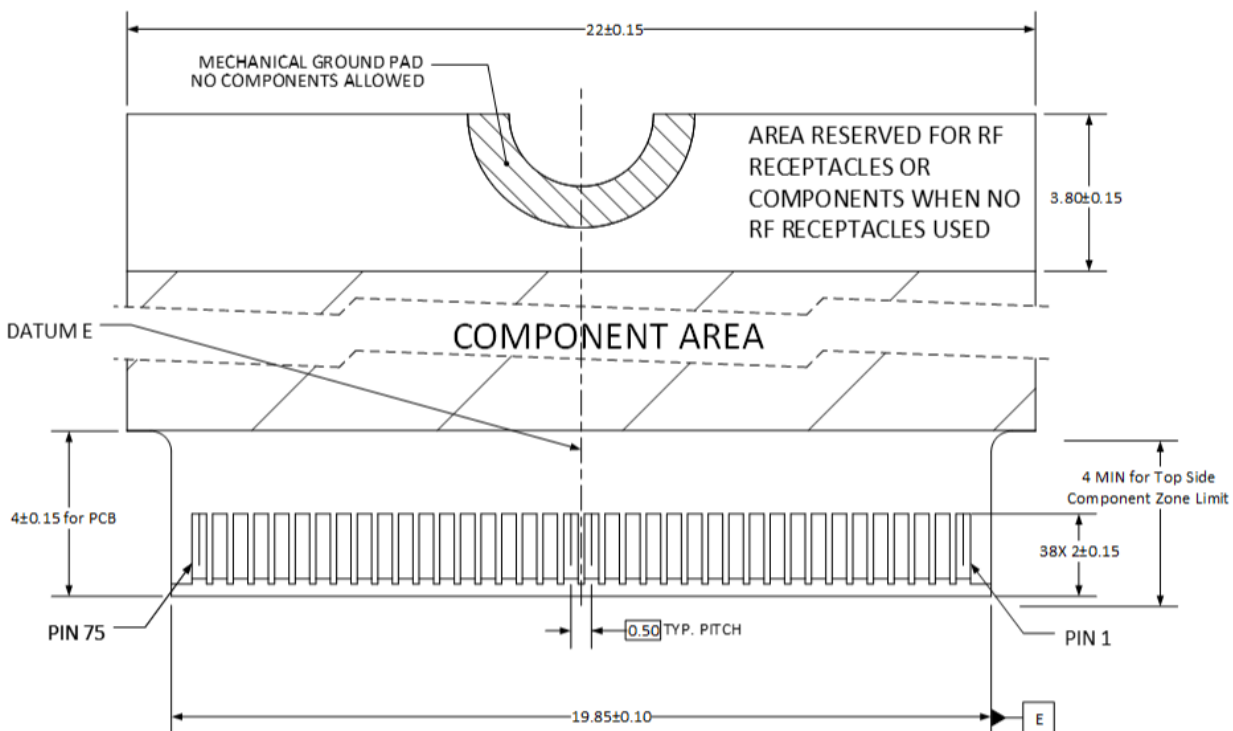 22±0.15
MECHANICAL GROUND PAD
NO COMPONENTS ALLOWED
AREA RESERVED FOR RF
RECEPTACLES OR
COMPONENTS WHEN NO
RF RECEPTACLES USED
3.80±0.15
DATUM E
COMPONENT AREA
4 MIN for Top Side
Component Zone Limit
4±0.15 for PCB
38X 2±0.15
PIN 75
0.50 TYP. PITCH
PIN 1
19.85±0.10
E